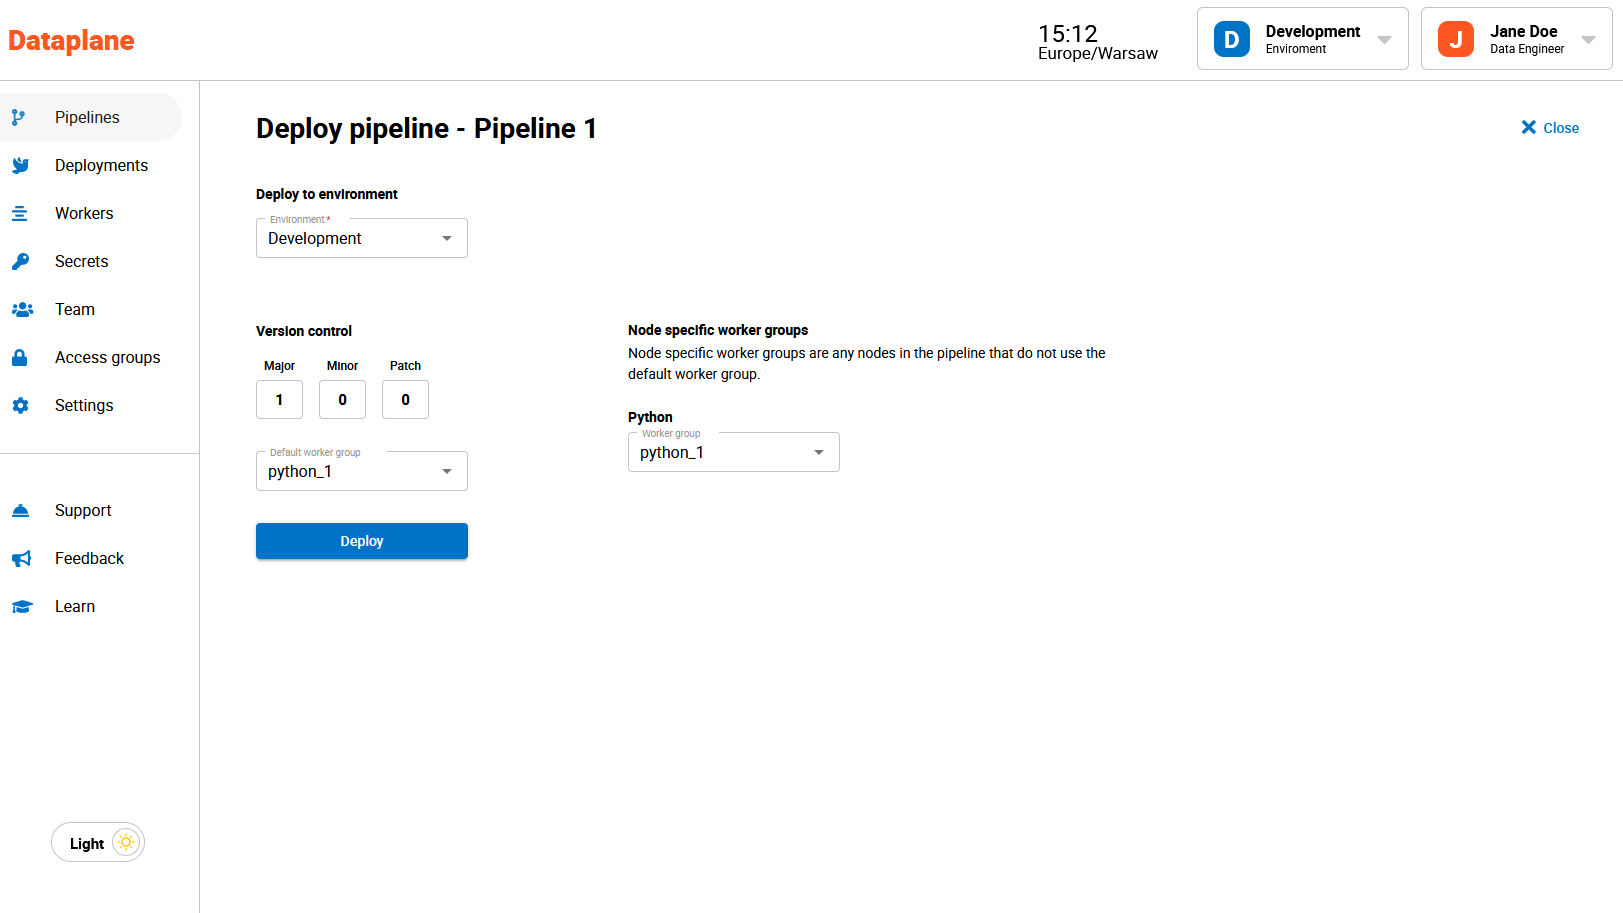 Dataplane
15:12
Europe/Warsaw
D
Development
Enviroment
J
Jane Doe
Data Engineer
Pipelines
Deployments
Workers
Secrets
Team
Access groups
Settings
Support
Feedback
Learn
Light
Deploy pipeline - Pipeline 1
Close
Deploy to environment
Environment *
Development
Version control
Major Minor Patch
1 0 0
Default worker group
python_1
Deploy
Node specific worker groups
Node specific worker groups are any nodes in the pipeline that do not use the
default worker group.
Python
Worker group
python_1